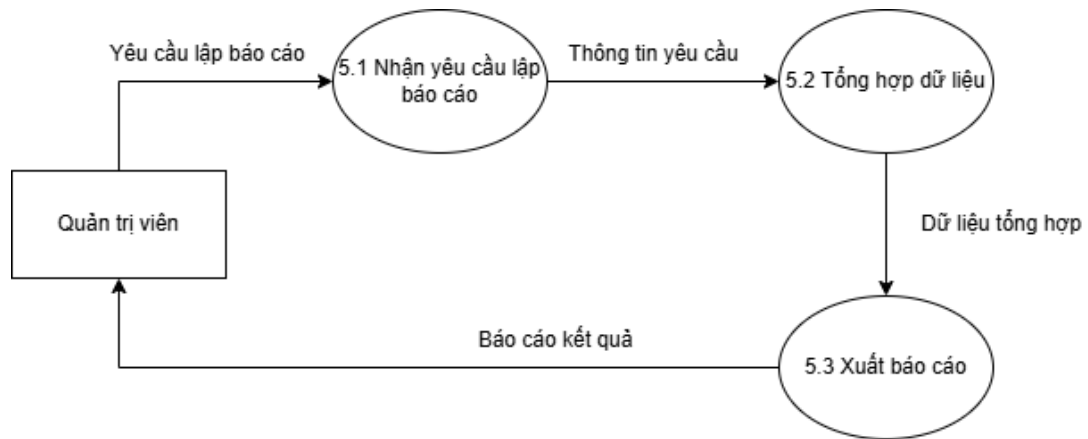 Yêu cầu lập báo cáo
5.1 Nhận yêu cầu lập
báo cáo
Thông tin yêu cầu
5.2 Tổng hợp dữ liệu
Quản trị viên
Dữ liệu tổng hợp
Báo cáo kết quả
5.3 Xuất báo cáo